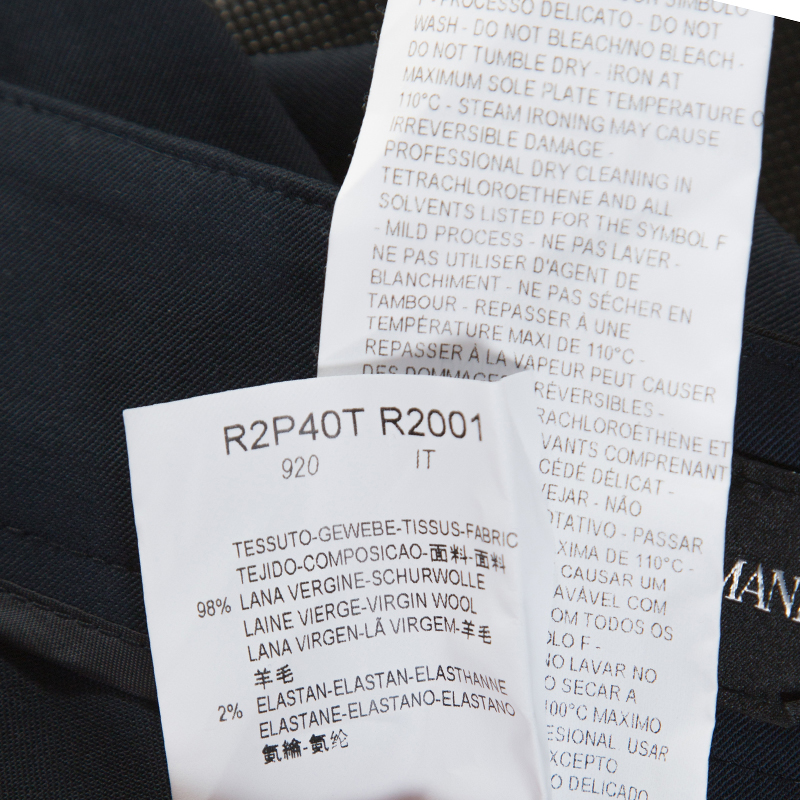 PROCESSO DELICATO - DO NOT
WASH - DO NOT BLEACH/NO BLEACH -
DO NOT TUMBLE DRY - IRON AT
MAXIMUM SOLE PLATE TEMPERATURE O
110°C - STEAM IRONING MAY CAUSE
IRREVERSIBLE DAMAGE -
PROFESSIONAL DRY CLEANING IN
TETRACHLOROETHENE AND ALL
SOLVENTS LISTED FOR THE SYMBOL F
- MILD PROCESS - NE PAS LAVER -
NE PAS UTILISER D'AGENT DE
BLANCHIMENT - NE PAS SÉCHER EN
TAMBOUR - REPASSER À UNE
TEMPÉRATURE MAXI DE 110°C -
REPASSER À LA VAPEUR PEUT CAUSER
DES DOMMAGES
RÉVERSIBLES -
RACHLOROÉTHÈNE ET
VANTS COMPRENANT
CÉDÉ DÉLICAT -
VEJAR - NÃO
OTATIVO - PASSAR
XIMA DE 110°C -
CAUSAR UM
AVÁVEL COM
OM TODOS OS
OLO F -
NO LAVAR NO
O SECAR A
100°C MAXIMO
ESIONAL USAR
XCEPTO
O DELICADO
R2P40T R2001
920 IT
TESSUTO-GEWEBE-TISSUS-FABRIC
TEJIDO-COMPOSICAO-面料-面料
98% LANA VERGINE-SCHURWOLLE
LAINE VIERGE-VIRGIN WOOL
LANA VIRGEN-LÃ VIRGEM-羊毛
羊毛
2% ELASTAN-ELASTAN-ELASTHANNE
ELASTANE-ELASTANO-ELASTANO
氨綸-氨纶
MANI